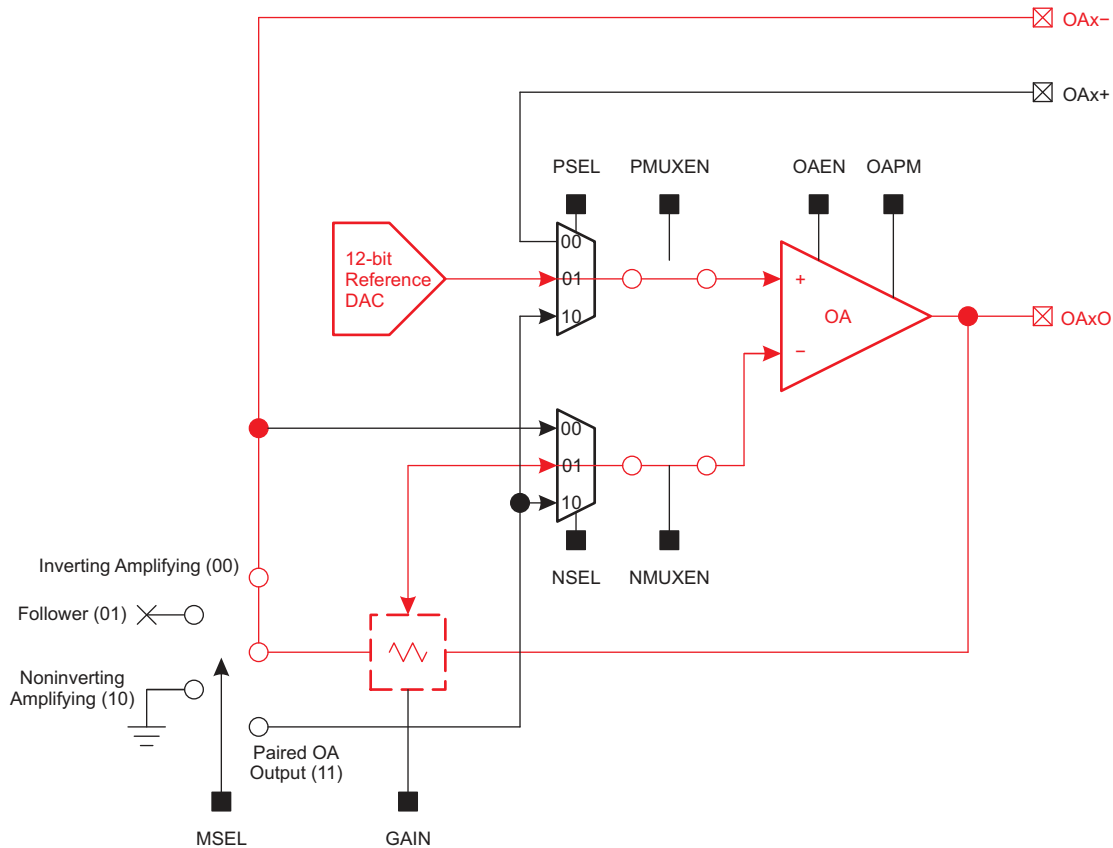 OAx−
OAx+
PSEL
PMUXEN
OAEN
OAPM
12-bit
Reference
DAC
00
01
10
+
OA
−
OAxO
00
01
10
NSEL
NMUXEN
Inverting Amplifying (00)
Follower (01)
Noninverting
Amplifying (10)
Paired OA
Output (11)
MSEL
GAIN